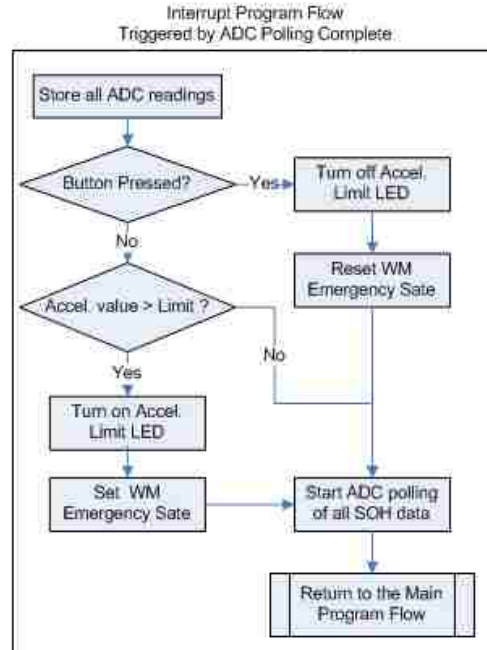 Interrupt Program Flow
Triggered by ADC Polling Complete
Store all ADC readings
Button Pressed?
Yes
Turn off Accel.
Limit LED
No
Reset WM
Emergency Sate
Accel. value > Limit ?
No
Yes
Turn on Accel.
Limit LED
Set WM
Emergency Sate
Start ADC polling
of all SOH data
Return to the Main
Program Flow